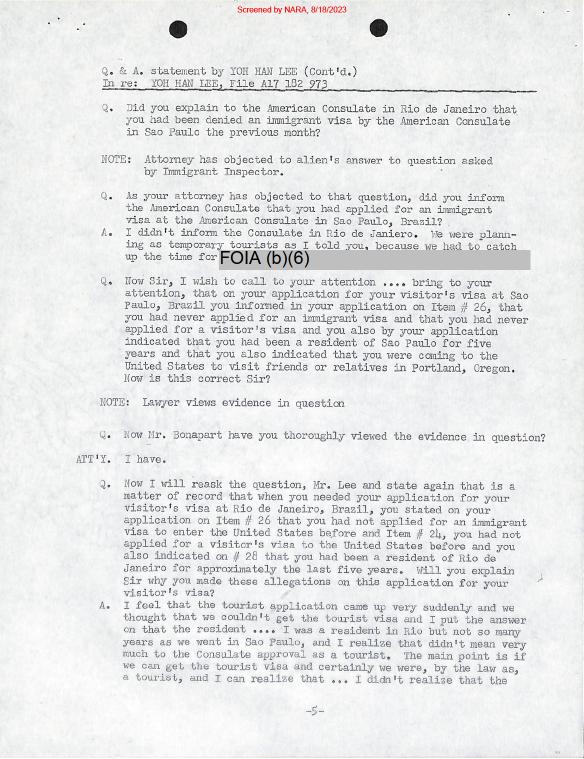 Screened by NARA, 8/18/2023
Q. & A. statement by YOH HAN LEE (Cont'd.)
In re: YOH HAN LEE, File A17 182 973
Q. Did you explain to the American Consulate in Rio de Janeiro that
you had been denied an immigrant visa by the American Consulate
in Sao Paulo the previous month?
NOTE: Attorney has objected to alien's answer to question asked
by Immigrant Inspector.
Q. As your attorney has objected to that question, did you inform
the American Consulate that you had applied for an immigrant
visa at the American Consulate in Sao Paulo, Brazil?
A. I didn't inform the Consulate in Rio de Janiero. We were plann-
ing as temporary tourists as I told you, because we had to catch
up the time for FOIA (b)(6)
Q. Now Sir, I wish to call to your attention .... bring to your
attention, that on your application for your visitor's visa at Sao
Paulo, Brazil you informed in your application on Item # 26, that
you had never applied for an immigrant visa and that you had never
applied for a visitor's visa and you also by your application
indicated that you had been a resident of Sao Paulo for five
years and that you also indicated that you were coming to the
United States to visit friends or relatives in Portland, Oregon.
Now is this correct Sir?
NOTE: Lawyer views evidence in question
Q. Now Mr. Bonapart have you thoroughly viewed the evidence in question?
ATT'Y. I have.
Q. Now I will reask the question, Mr. Lee and state again that is a
matter of record that when you needed your application for your
visitor's visa at Rio de Janeiro, Brazil, you stated on your
application on Item # 26 that you had not applied for an immigrant
visa to enter the United States before and Item # 24, you had not
applied for a visitor's visa to the United States before and you
also indicated on # 28 that you had been a resident of Rio de
Janeiro for approximately the last five years. Will you explain
Sir why you made these allegations on this application for your
visitor's visa?
A. I feel that the tourist application came up very suddenly and we
thought that we couldn't get the tourist visa and I put the answer
on that the resident .... I was a resident in Rio but not so many
years as we went in Sao Paulo, and I realize that didn't mean very
much to the Consulate approval as a tourist. The main point is if
we can get the tourist visa and certainly we were, by the law as,
a tourist, and I can realize that ... I didn't realize that the
-5-